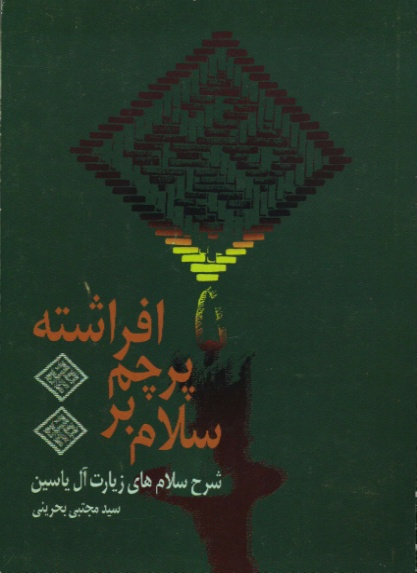 سلام بر
پرچم
افراشته
شرح سلام های زیارت آل یاسین
سید مجتبی بحرینی